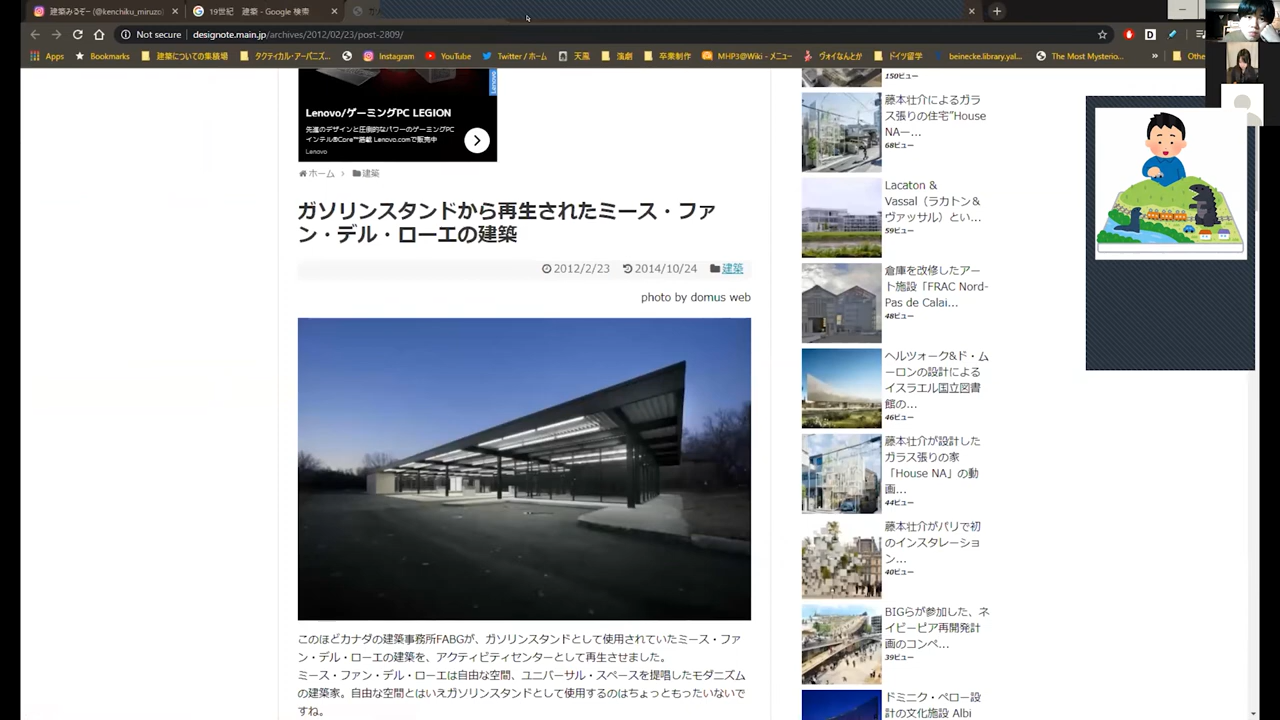 建築みるぞー (@kenchiku_miruzo)
19世紀　建築 - Google 検索
Not secure
designote.main.jp/archives/2012/02/23/post-2809/
Apps
Bookmarks
建築についての集積場
タクティカル・アーバニズ...
Instagram
YouTube
Twitter / ホーム
天風
演劇
卒業制作
MHP3@Wiki - メニュー
ヴォイなんとか
ドイツ留学
beinecke.library.yal...
The Most Mysterio...
Lenovo/ゲーミングPC LEGION
先進のデザインと圧倒的なパワーのゲーミングPC
インテル®Core™搭載 Lenovo.comで販売中
Lenovo
ホーム
建築
ガソリンスタンドから再生されたミース・ファ
ン・デル・ローエの建築
2012/2/23
2014/10/24
建築
photo by domus web
このほどカナダの建築事務所FABGが、ガソリンスタンドとして使用されていたミース・ファ
ン・デル・ローエの建築を、アクティビティセンターとして再生させました。
ミース・ファン・デル・ローエは自由な空間、ユニバーサル・スペースを提唱したモダニズム
の建築家。自由な空間とはいえガソリンスタンドとして使用するのはちょっともったいないで
すね。
150ビュー
藤本壮介によるガラ
ス張りの住宅"House
NAー...
68ビュー
Lacaton &
Vassal（ラカトン＆
ヴァッサル）とい...
59ビュー
倉庫を改修したアー
ト施設「FRAC Nord-
Pas de Calai...
48ビュー
ヘルツォーク&ド・ム
ーロンの設計による
イスラエル国立図書
館の...
46ビュー
藤本壮介が設計した
ガラス張りの家
「House NA」の動
画...
44ビュー
藤本壮介がパリで初
のインスタレーショ
ン...
40ビュー
BIGらが参加した、ネ
イビーピア再開発計
画のコンペ...
39ビュー
ドミニク・ペロー設
計の文化施設 Albi